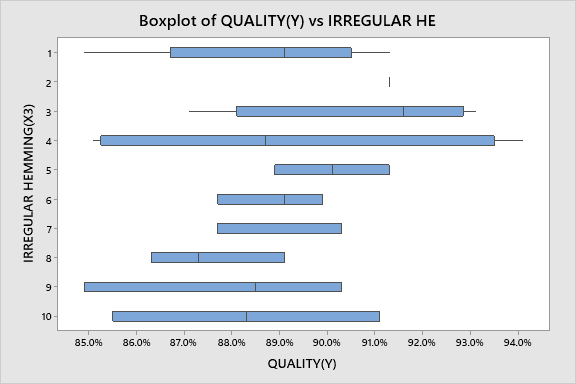 Boxplot of QUALITY(Y) vs IRREGULAR HE
IRREGULAR HEMMING(X3)
1
2
3
4
5
6
7
8
9
10
85.0% 86.0% 87.0% 88.0% 89.0% 90.0% 91.0% 92.0% 93.0% 94.0%
QUALITY(Y)